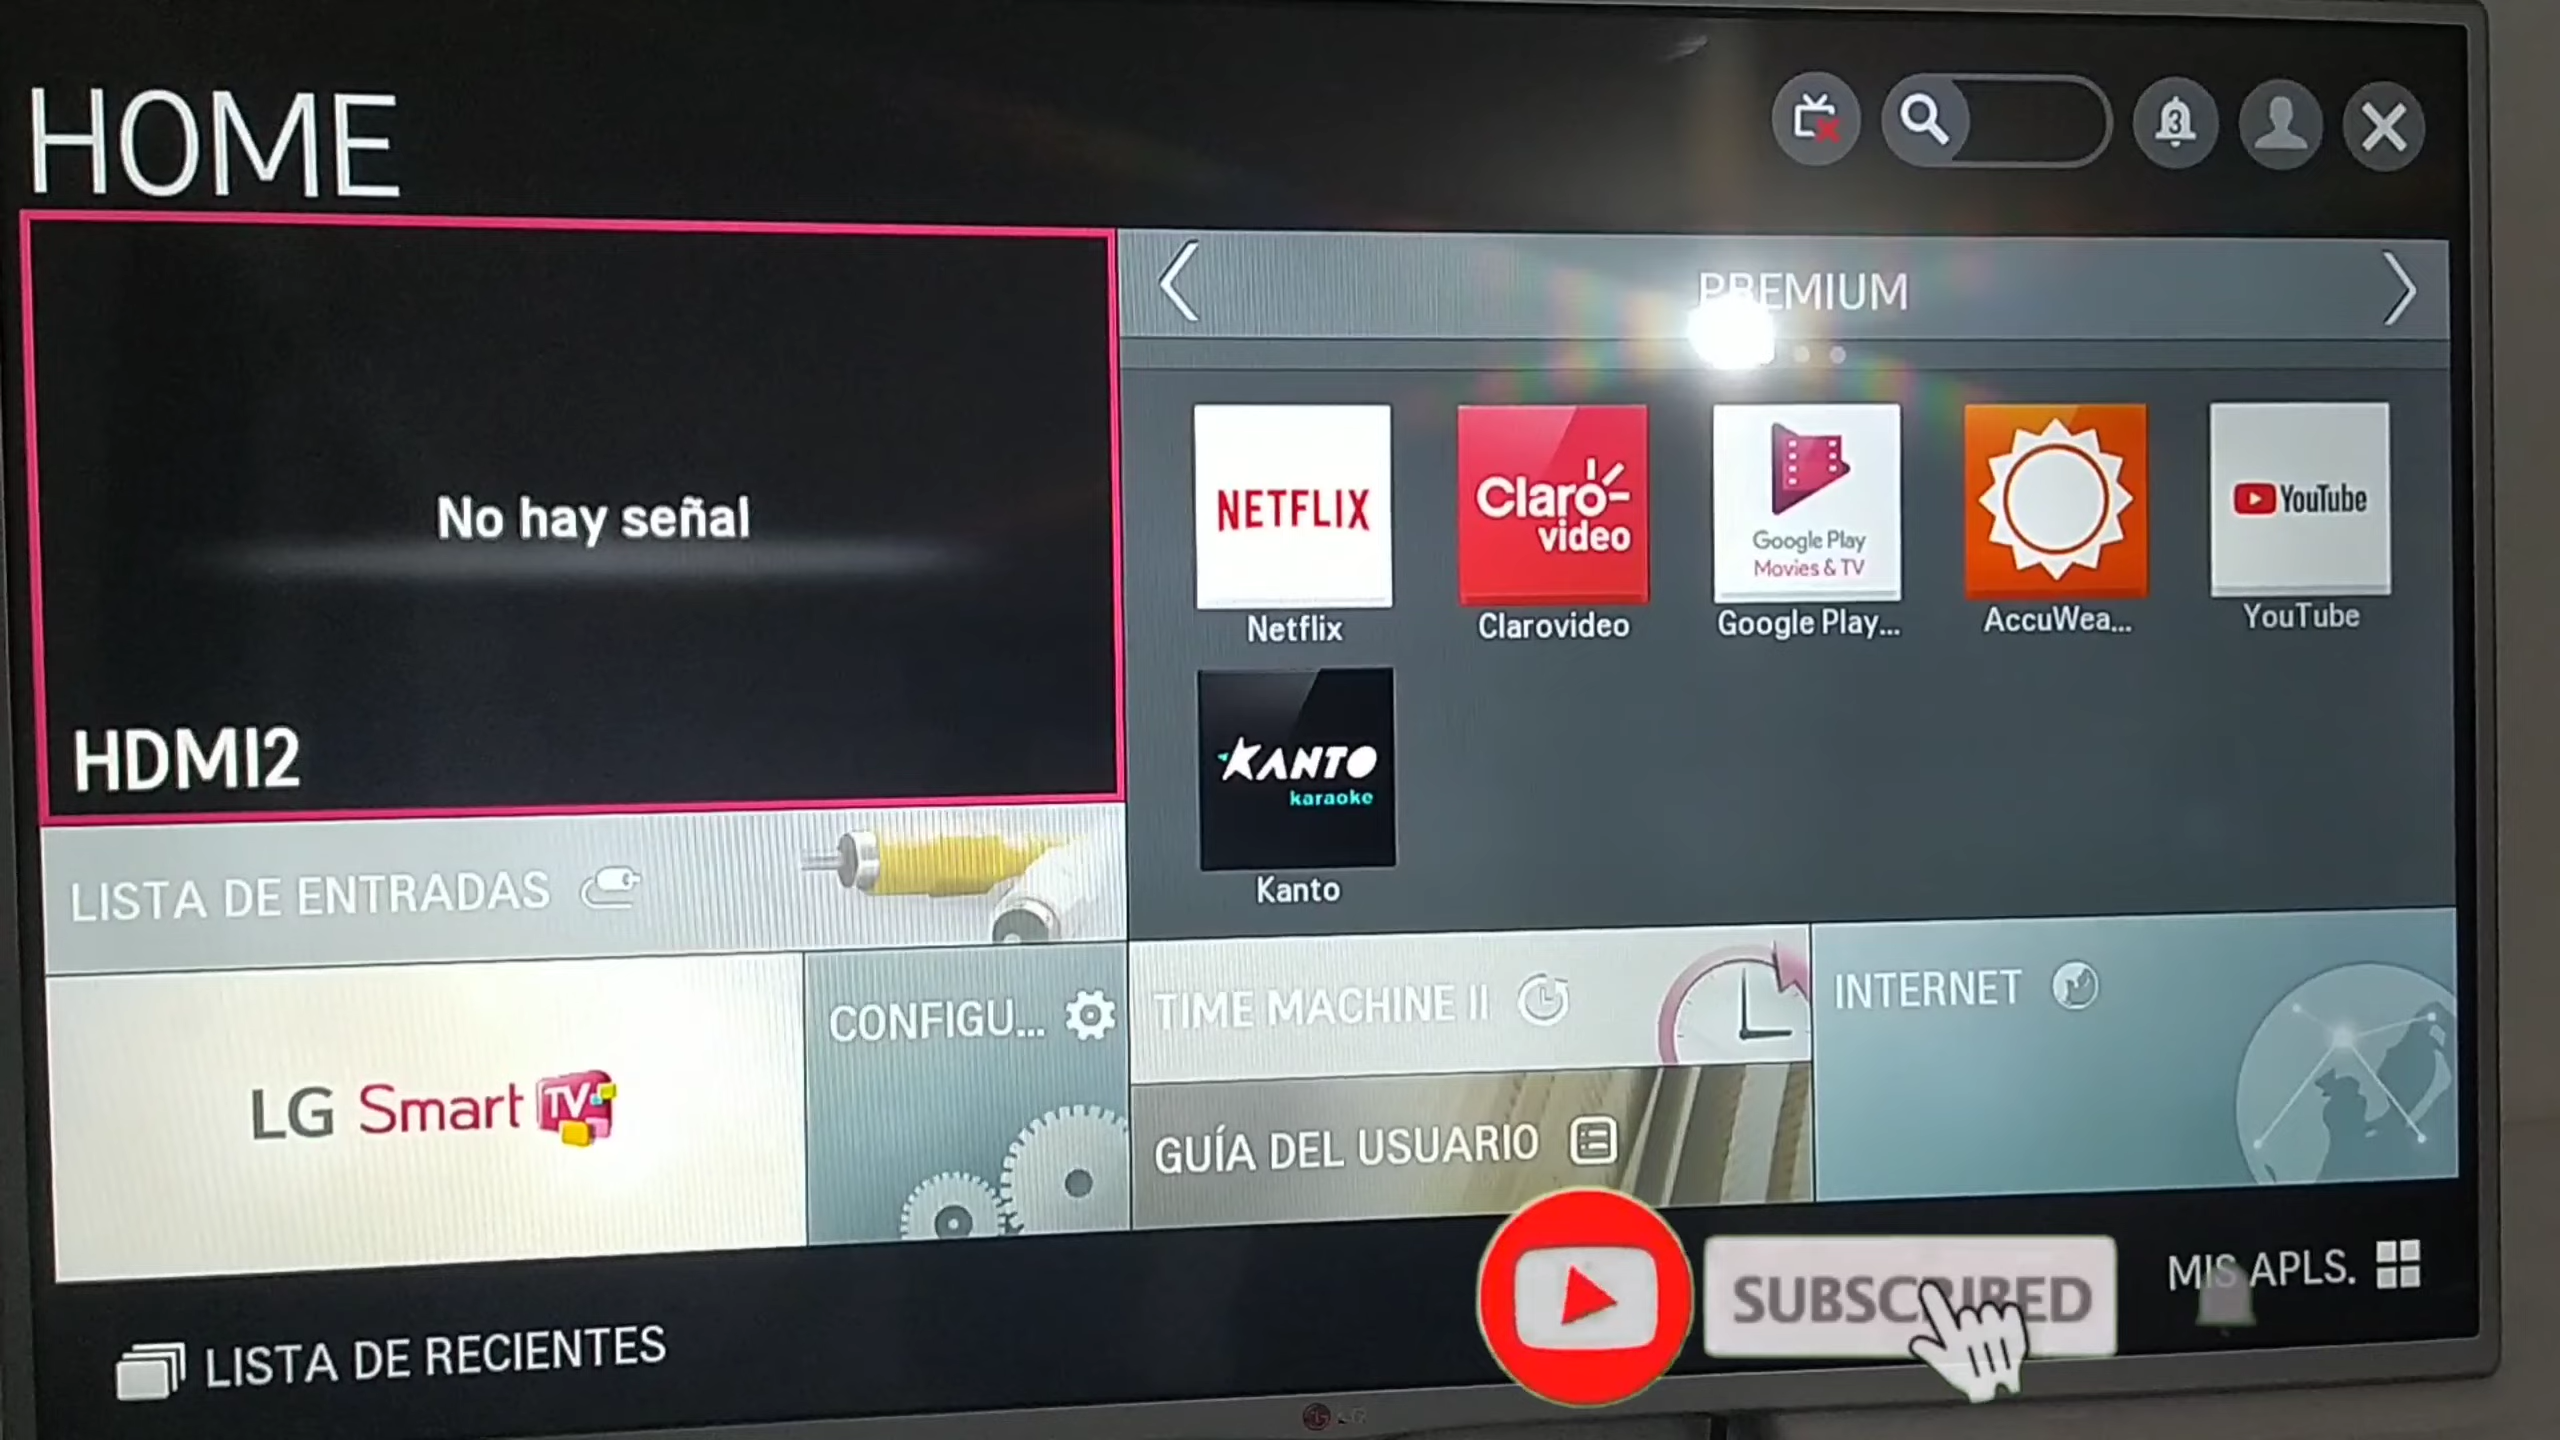 HOME
3
PREMIUM
No hay señal
HDMI2
NETFLIX
Claro
video
Google Play
Movies & TV
YouTube
Netflix
Clarovideo
Google Play...
AccuWea...
YouTube
KANTO
karaoke
Kanto
LISTA DE ENTRADAS
LG Smart TV
CONFIGU...
TIME MACHINE II
INTERNET
GUÍA DEL USUARIO
SUBSCRIBED
MIS APLS.
LISTA DE RECIENTES
LG